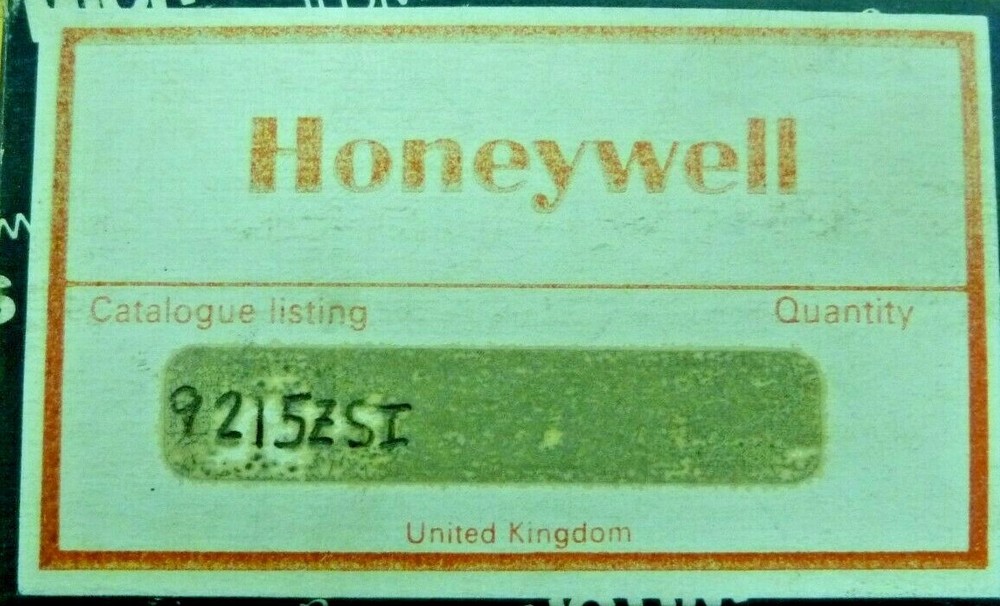 Honeywell
Catalogue listing Quantity
9215ZSI
United Kingdom